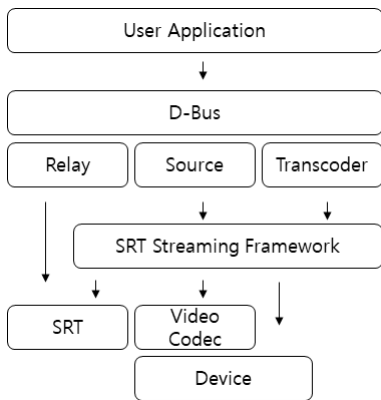 User Application
D-Bus
Relay
Source
Transcoder
SRT Streaming Framework
SRT
Video
Codec
Device